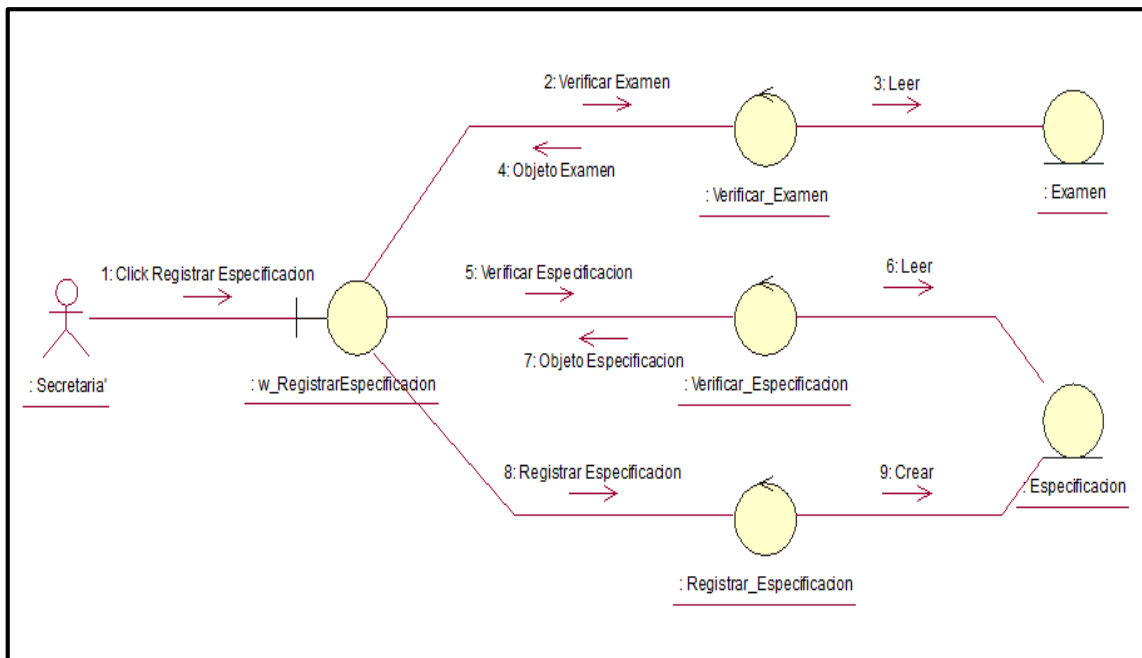 2: Verificar Examen
3: Leer
4: Objeto Examen
: Verificar_Examen
: Examen
1: Click Registrar Especificacion
5: Verificar Especificacion
6: Leer
7: Objeto Especificacion
: Secretaria'
: w_RegistrarEspecificacion
: Verificar_Especificacion
8: Registrar Especificacion
9: Crear
: Especificacion
: Registrar_Especificacion